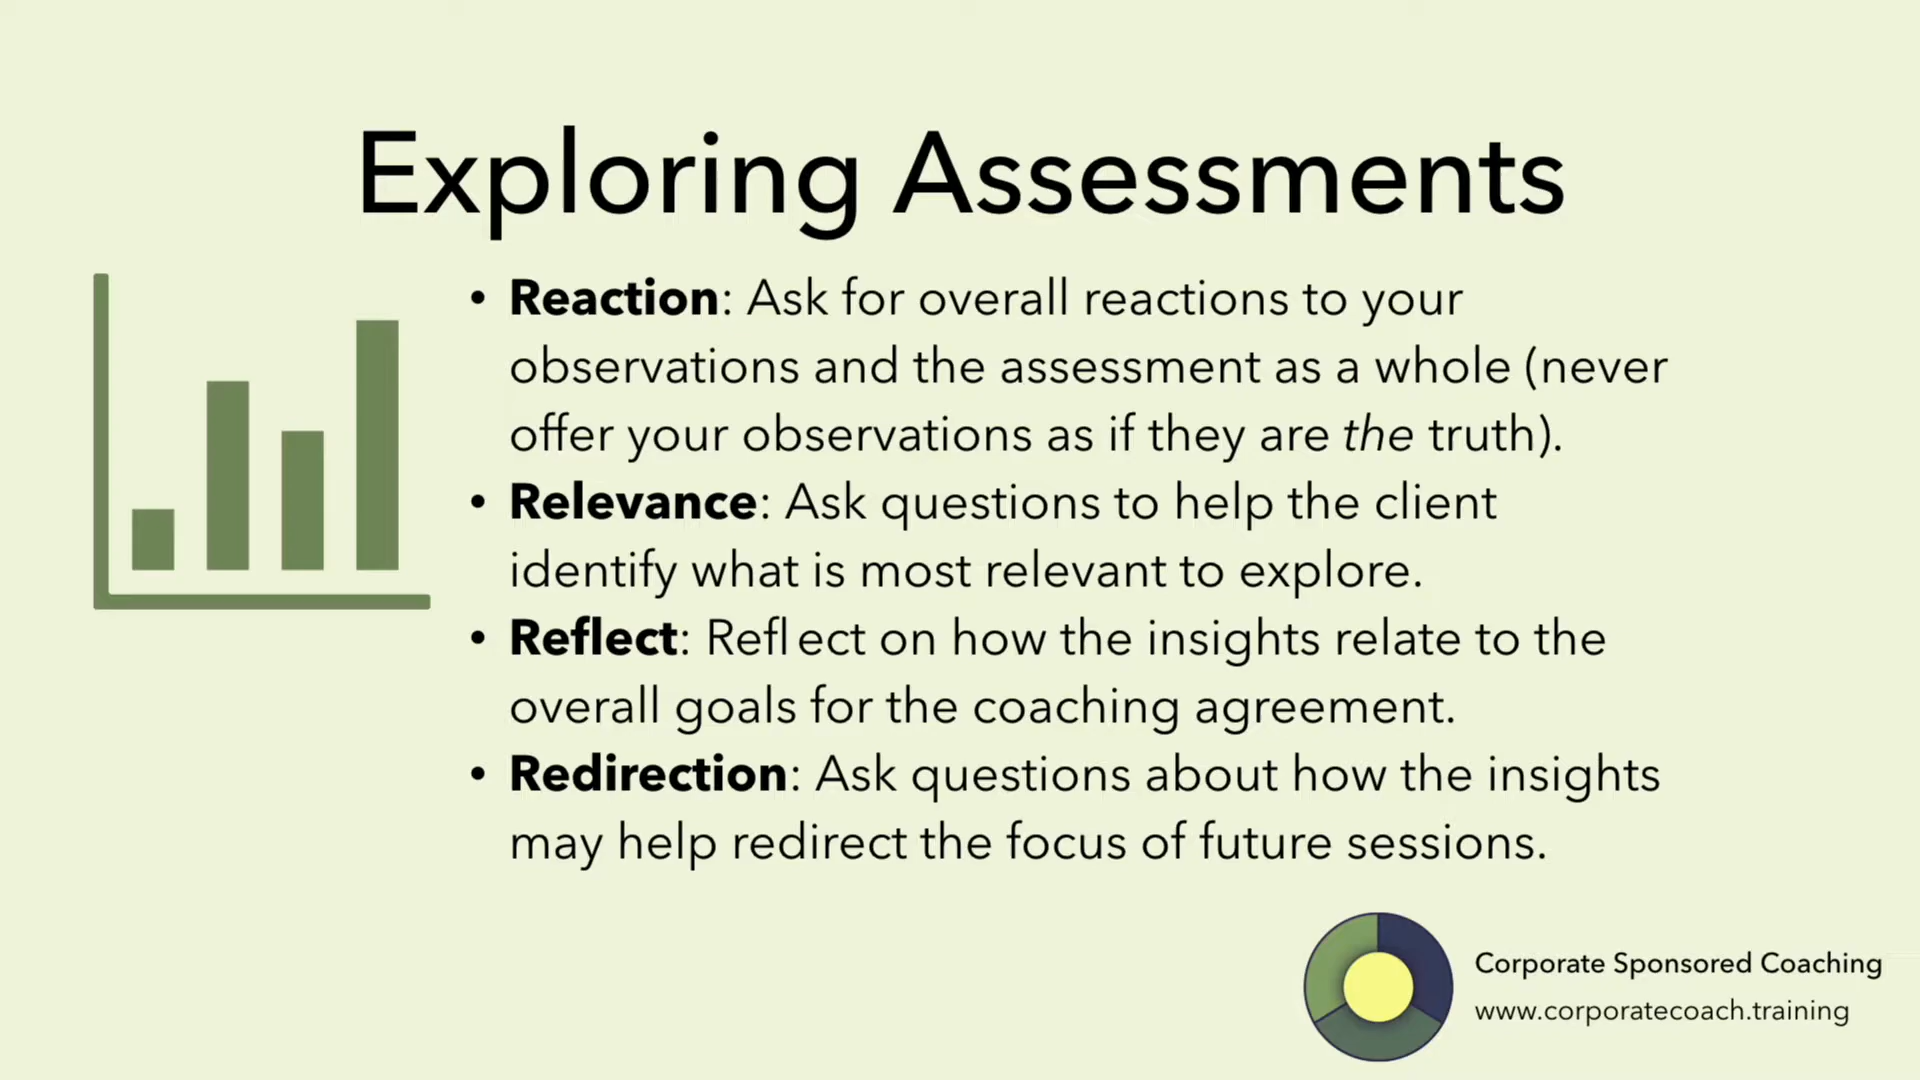 Exploring Assessments
• Reaction: Ask for overall reactions to your
observations and the assessment as a whole (never
offer your observations as if they are the truth).
• Relevance: Ask questions to help the client
identify what is most relevant to explore.
• Reflect: Reflect on how the insights relate to the
overall goals for the coaching agreement.
• Redirection: Ask questions about how the insights
may help redirect the focus of future sessions.
Corporate Sponsored Coaching
www.corporatecoach.training